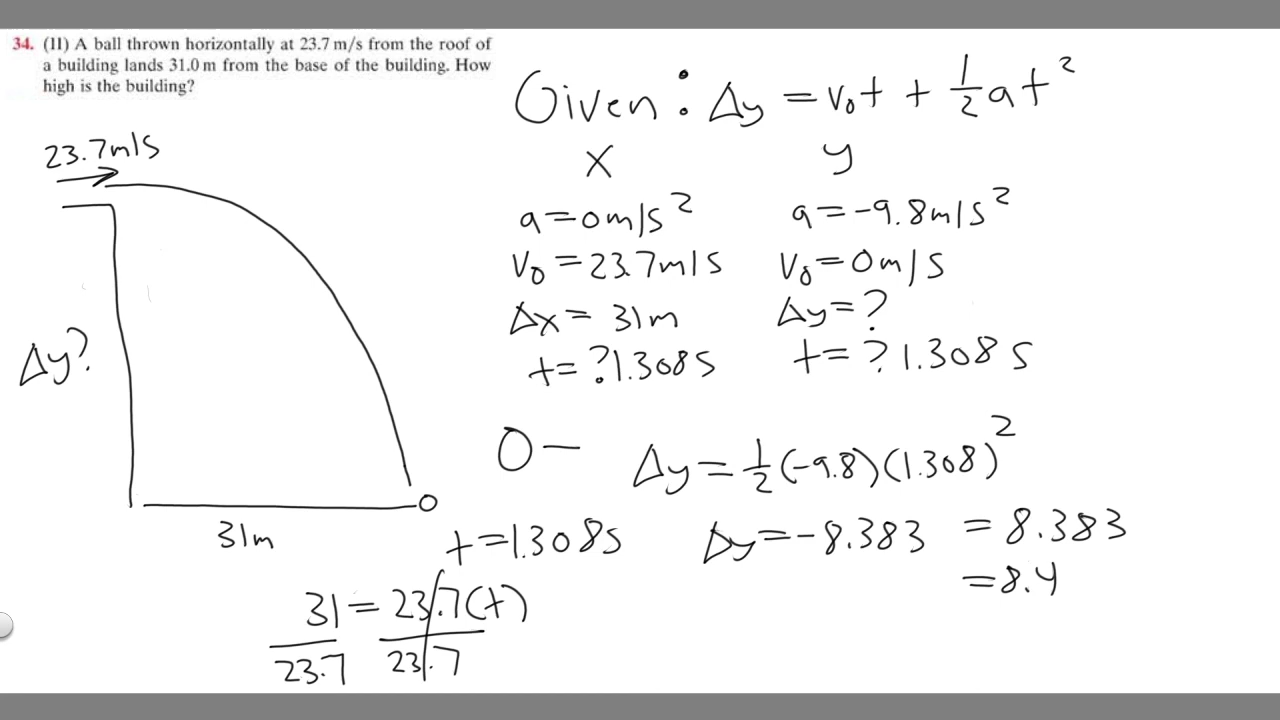 34. (II) A ball thrown horizontally at 23.7 m/s from the roof of
a building lands 31.0 m from the base of the building. How
high is the building?
Given: Δy = v₀t + ½at²
23.7m/s
x
y
a=0m/s²
a=-9.8m/s²
V₀=23.7m/s
V₀=0m/s
Δx= 31m
Δy=?
t=?1.308s
t=?1.308s
Δy?
0-
Δy=½(-9.8)(1.308)²
31m
t=1.308s
Δy=-8.383 =8.383
=8.4
31=23.7(t)
23.7 23.7